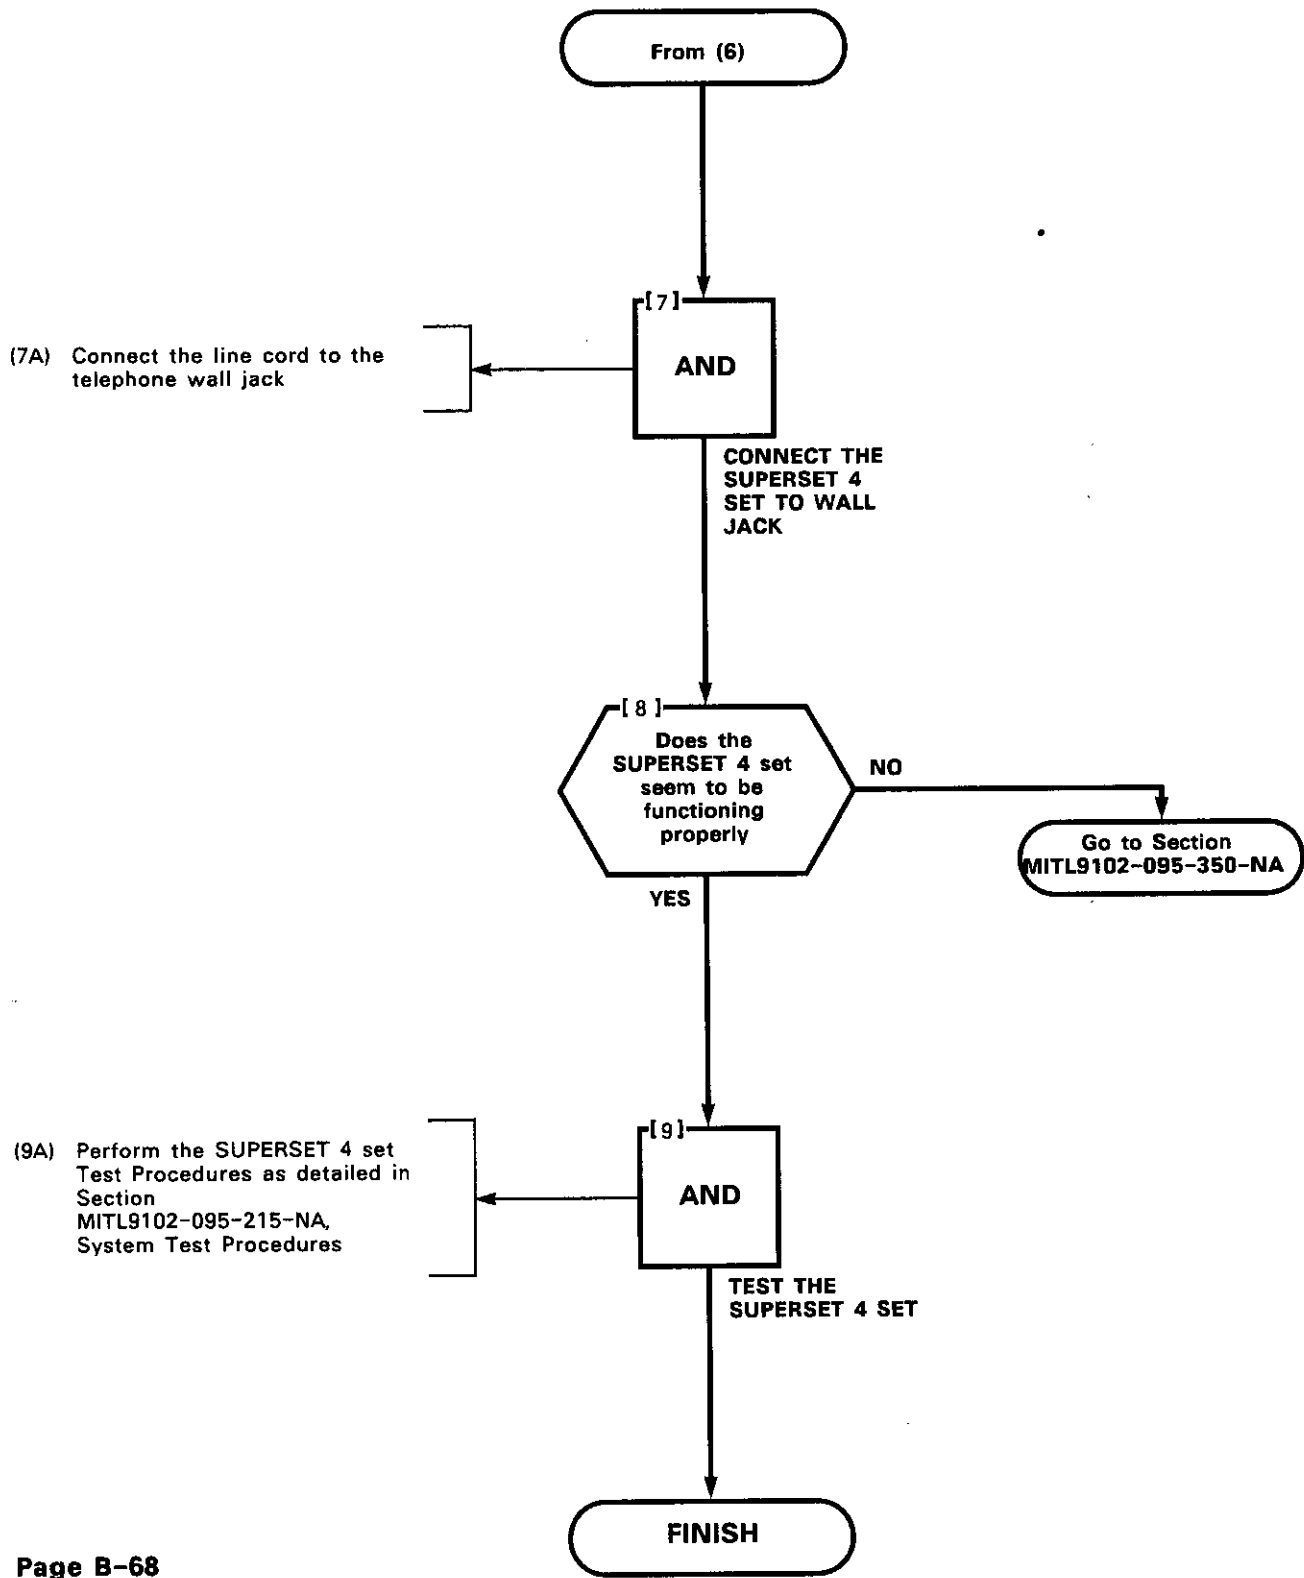 From (6)
[7]
AND
(7A) Connect the line cord to the
telephone wall jack
CONNECT THE
SUPERSET 4
SET TO WALL
JACK
[8]
Does the
SUPERSET 4 set
seem to be
functioning
properly
NO
Go to Section
MITL9102-095-350-NA
YES
[9]
AND
(9A) Perform the SUPERSET 4 set
Test Procedures as detailed in
Section
MITL9102-095-215-NA,
System Test Procedures
TEST THE
SUPERSET 4 SET
FINISH
Page B-68